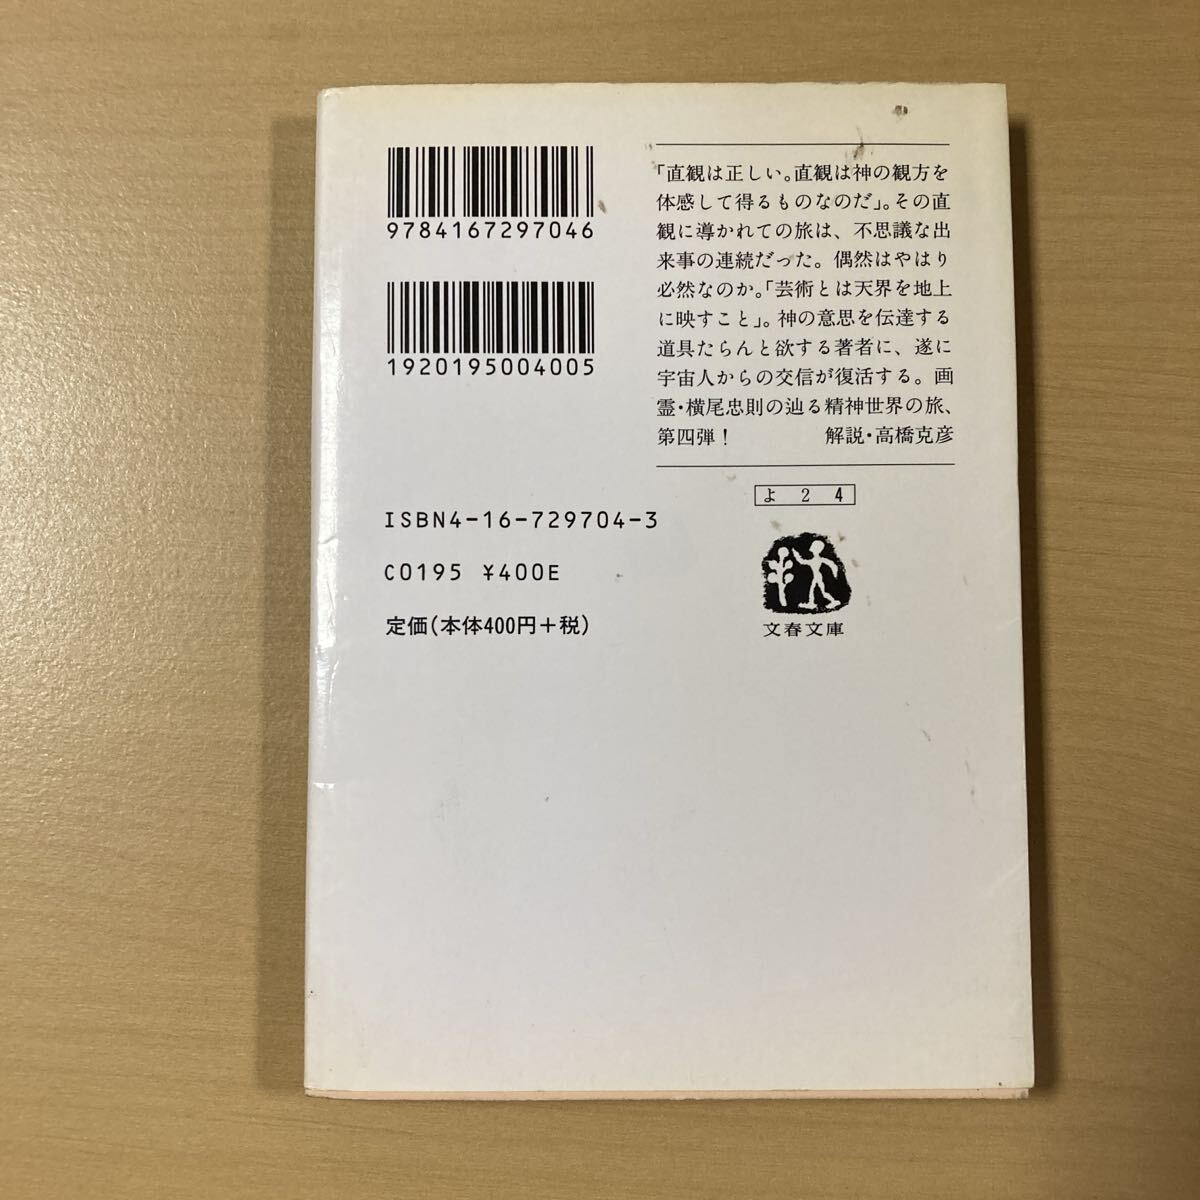 9784167297046
1920195004005
「直観は正しい。直観は神の観方を
体感して得るものなのだ」。その直
観に導かれての旅は、不思議な出
来事の連続だった。偶然はやはり
必然なのか。「芸術とは天界を地上
に映すこと」。神の意思を伝達する
道具たらんと欲する著者に、遂に
宇宙人からの交信が復活する。画
霊・横尾忠則の辿る精神世界の旅、
第四弾! 解説・高橋克彦
よ 2 4
ISBN4-16-729704-3
C0195 ¥400E
定価(本体400円+税)
文春文庫